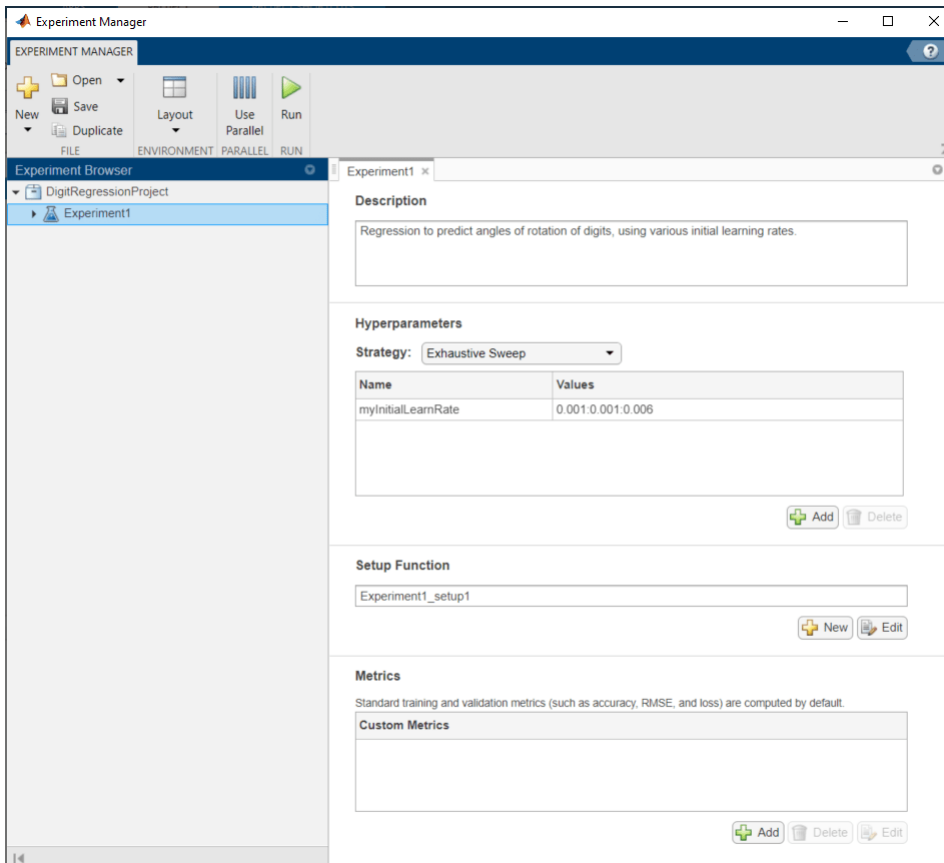 Experiment Manager
EXPERIMENT MANAGER
?
New
Open
Save
Duplicate
Layout
Use
Parallel
Run
FILE
ENVIRONMENT
PARALLEL
RUN
Experiment Browser
DigitRegressionProject
Experiment1
Experiment1
Description
Regression to predict angles of rotation of digits, using various initial learning rates.
Hyperparameters
Strategy: Exhaustive Sweep
Name Values
myInitialLearnRate 0.001:0.001:0.006
Add Delete
Setup Function
Experiment1_setup1
New Edit
Metrics
Standard training and validation metrics (such as accuracy, RMSE, and loss) are computed by default.
Custom Metrics
Add Delete Edit